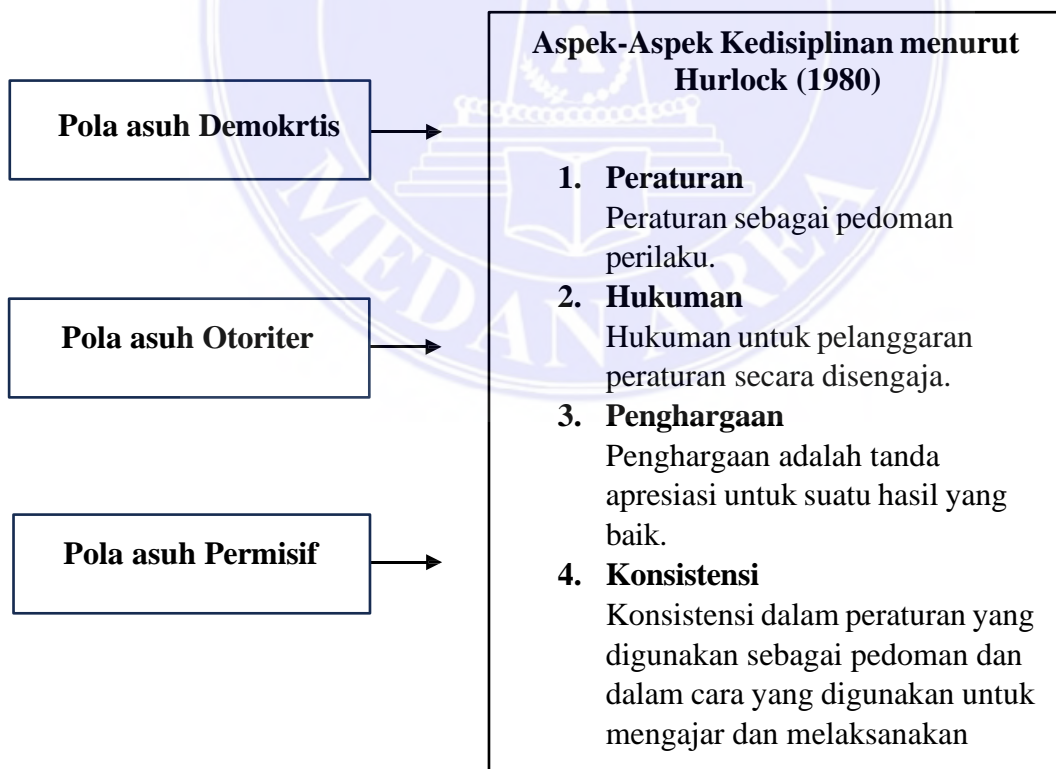 Aspek-Aspek Kedisiplinan menurut
Hurlock (1980)
Pola asuh Demokrtis
Pola asuh Otoriter
Pola asuh Permisif
1. Peraturan
Peraturan sebagai pedoman
perilaku.
2. Hukuman
Hukuman untuk pelanggaran
peraturan secara disengaja.
3. Penghargaan
Penghargaan adalah tanda
apresiasi untuk suatu hasil yang
baik.
4. Konsistensi
Konsistensi dalam peraturan yang
digunakan sebagai pedoman dan
dalam cara yang digunakan untuk
mengajar dan melaksanakan
MEDAN AREA
M
A